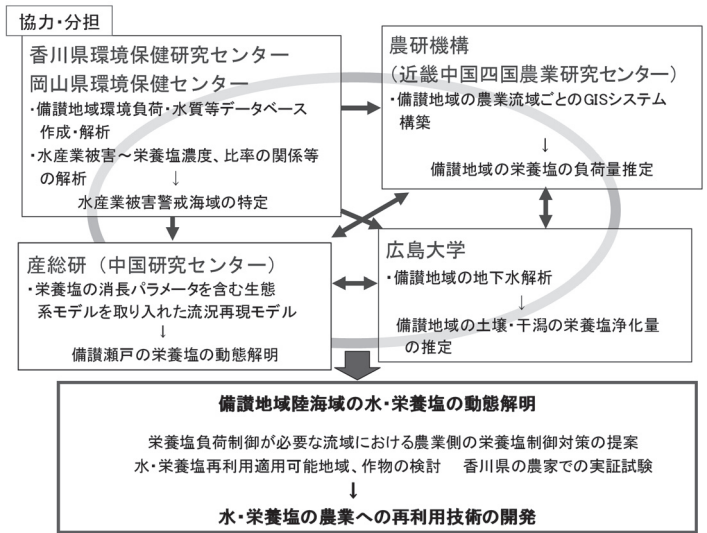 協力・分担
香川県環境保健研究センター
岡山県環境保健センター
・備讃地域環境負荷・水質等データベース
作成・解析
・水産業被害～栄養塩濃度、比率の関係等
の解析
↓
水産業被害警戒海域の特定
農研機構
（近畿中国四国農業研究センター）
・備讃地域の農業流域ごとのGISシステム
構築
↓
備讃地域の栄養塩の負荷量推定
産総研（中国研究センター）
・栄養塩の消長パラメータを含む生態
系モデルを取り入れた流況再現モデル
↓
備讃瀬戸の栄養塩の動態解明
広島大学
・備讃地域の地下水解析
↓
備讃地域の土壌・干潟の栄養塩浄化量
の推定
備讃地域陸海域の水・栄養塩の動態解明
栄養塩負荷制御が必要な流域における農業側の栄養塩制御対策の提案
水・栄養塩再利用適用可能地域、作物の検討　香川県の農家での実証試験
↓
水・栄養塩の農業への再利用技術の開発